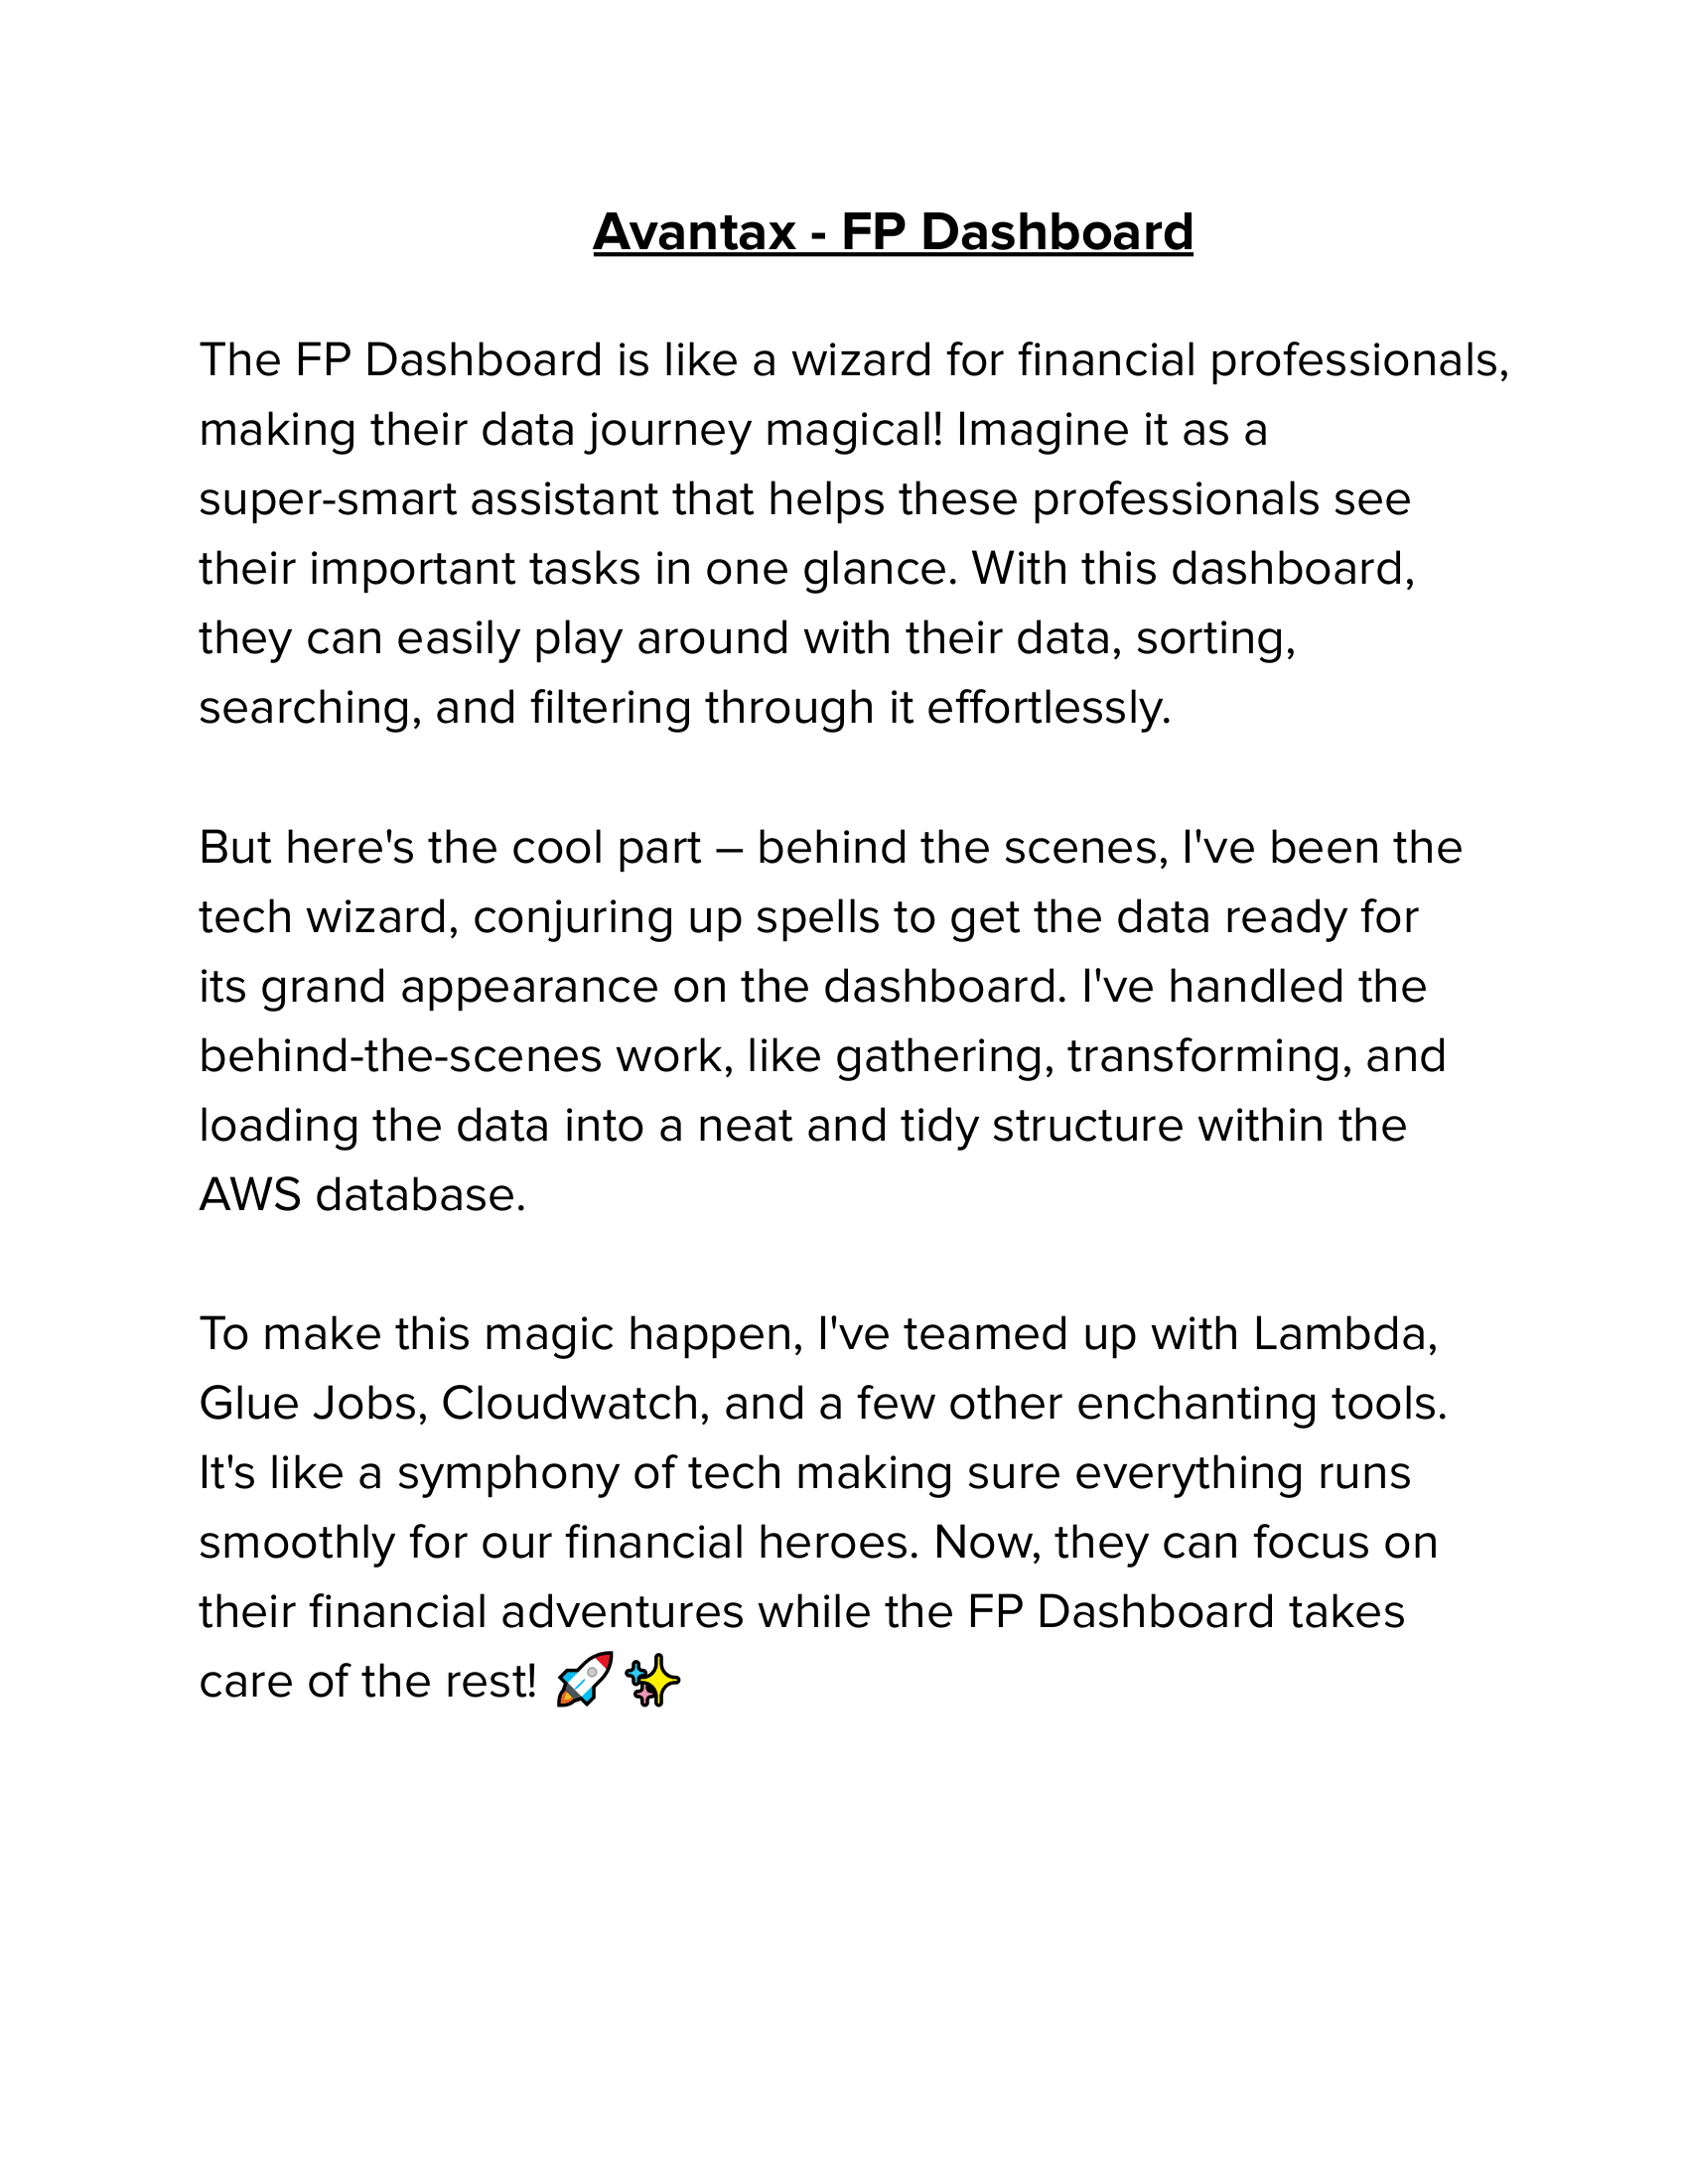 Avantax - FP Dashboard
The FP Dashboard is like a wizard for financial professionals,
making their data journey magical! Imagine it as a
super-smart assistant that helps these professionals see
their important tasks in one glance. With this dashboard,
they can easily play around with their data, sorting,
searching, and filtering through it effortlessly.
But here's the cool part – behind the scenes, I've been the
tech wizard, conjuring up spells to get the data ready for
its grand appearance on the dashboard. I've handled the
behind-the-scenes work, like gathering, transforming, and
loading the data into a neat and tidy structure within the
AWS database.
To make this magic happen, I've teamed up with Lambda,
Glue Jobs, Cloudwatch, and a few other enchanting tools.
It's like a symphony of tech making sure everything runs
smoothly for our financial heroes. Now, they can focus on
their financial adventures while the FP Dashboard takes
care of the rest! 🚀✨